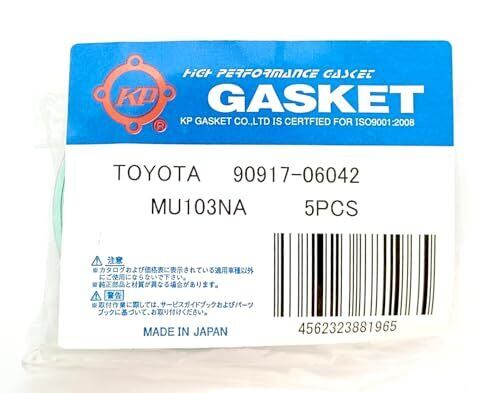 HIGH PERFORMANCE GASKET
KP
®
GASKET
KP GASKET CO.,LTD IS CERTFIED FOR ISO9001:2008
TOYOTA 90917-06042
MU103NA 5PCS
⚠ 注意
※カタログおよび価格表に表示されている適用車種以外
にご使用にならないで下さい。
※純正部品と材質が異なる場合があります。
⚠ 警告
※取付作業に際しては、サービスガイドブックおよびパーツ
ブックに基づいて、お取り付けください。
MADE IN JAPAN
4562323881965